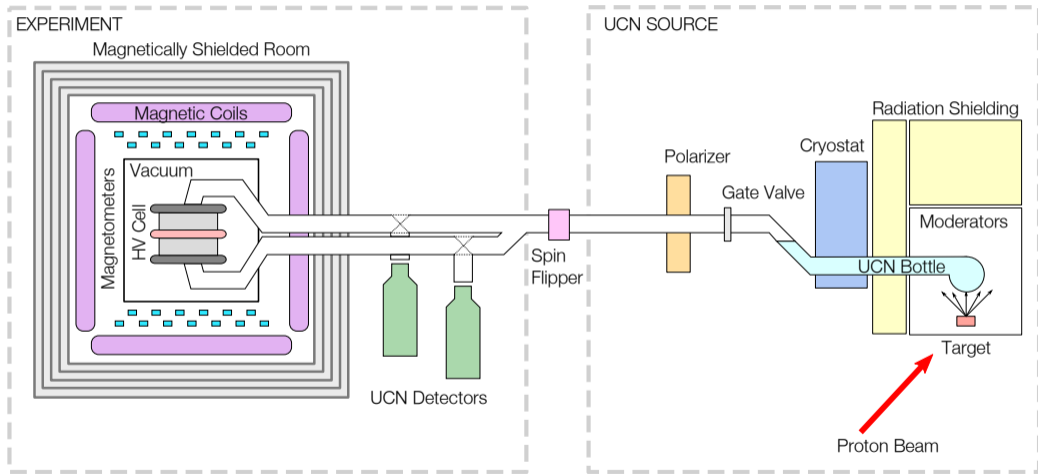 EXPERIMENT
Magnetically Shielded Room
Magnetic Coils
Vacuum
Magnetometers
HV Cell
UCN Detectors
Spin
Flipper
UCN SOURCE
Radiation Shielding
Cryostat
Polarizer
Gate Valve
Moderators
UCN Bottle
Target
Proton Beam